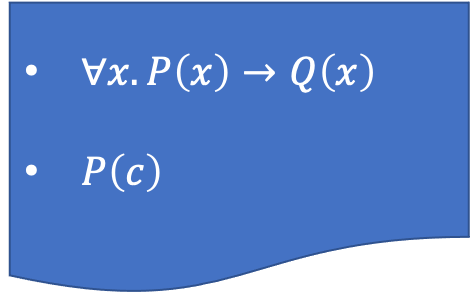 • ∀x. P(x) → Q(x)
• P(c)